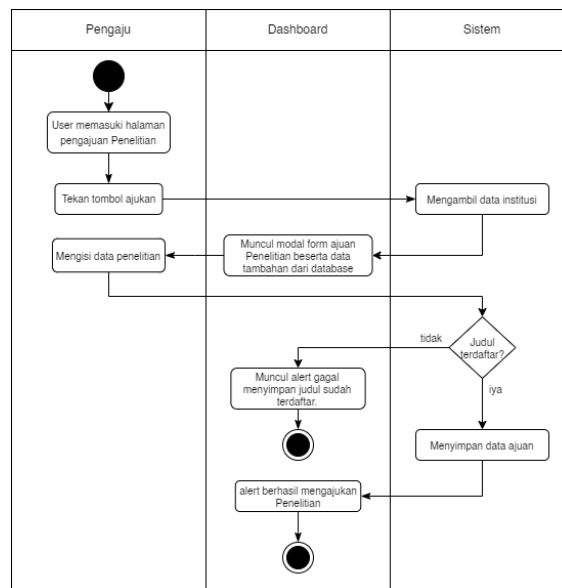 Pengaju
Dashboard
Sistem
User memasuki halaman
pengajuan Penelitian
Tekan tombol ajukan
Mengambil data institusi
Muncul modal form ajuan
Penelitian beserta data
tambahan dari database
Mengisi data penelitian
Judul
terdaftar?
tidak
iya
Muncul alert gagal
menyimpan judul sudah
terdaftar.
Menyimpan data ajuan
alert berhasil mengajukan
Penelitian